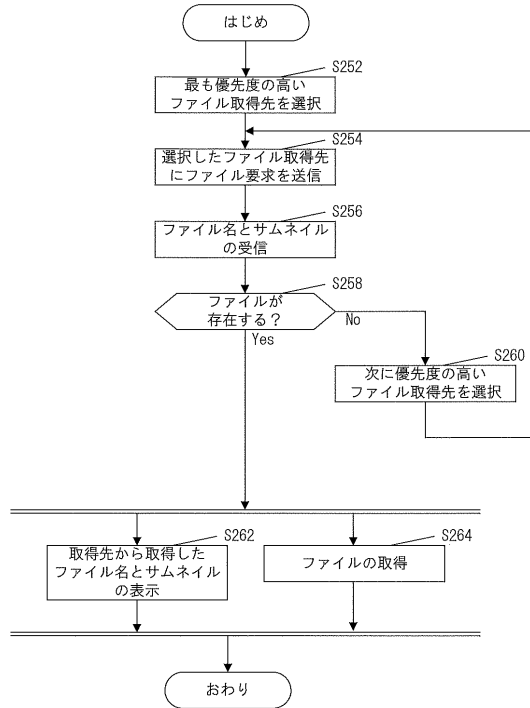 はじめ
S252
最も優先度の高い
ファイル取得先を選択
S254
選択したファイル取得先
にファイル要求を送信
S256
ファイル名とサムネイル
の受信
S258
ファイルが
存在する？
No
Yes
S260
次に優先度の高い
ファイル取得先を選択
S262
取得先から取得した
ファイル名とサムネイル
の表示
S264
ファイルの取得
おわり